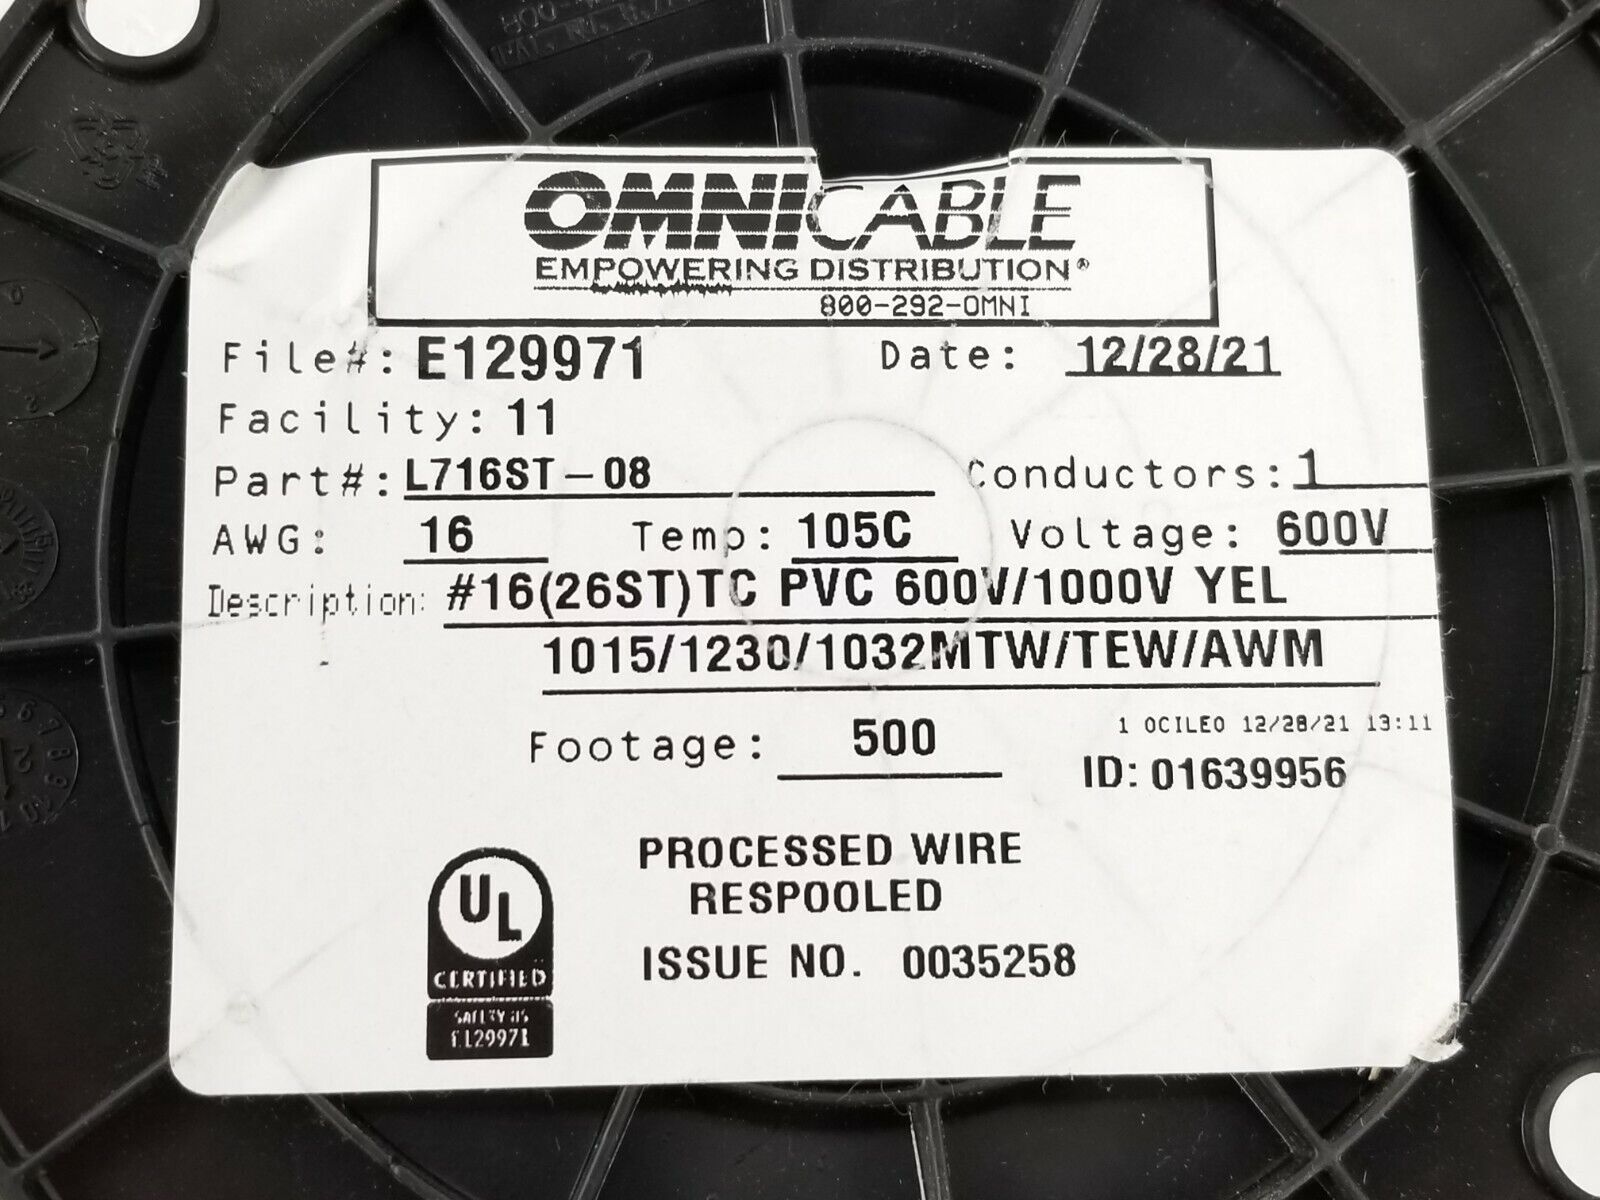 OMNICABLE
EMPOWERING DISTRIBUTION®
800-292-OMNI
File#: E129971 Date: 12/28/21
Facility: 11
Part#: L716ST-08 Conductors: 1
AWG: 16 Temp: 105C Voltage: 600V
Description: #16(26ST)TC PVC 600V/1000V YEL
1015/1230/1032MTW/TEW/AWM
Footage: 500
1 OCILEO 12/28/21 13:11
ID: 01639956
PROCESSED WIRE
RESPOOLED
ISSUE NO. 0035258
UL
CERTIFIED
SAFETY US
E129971